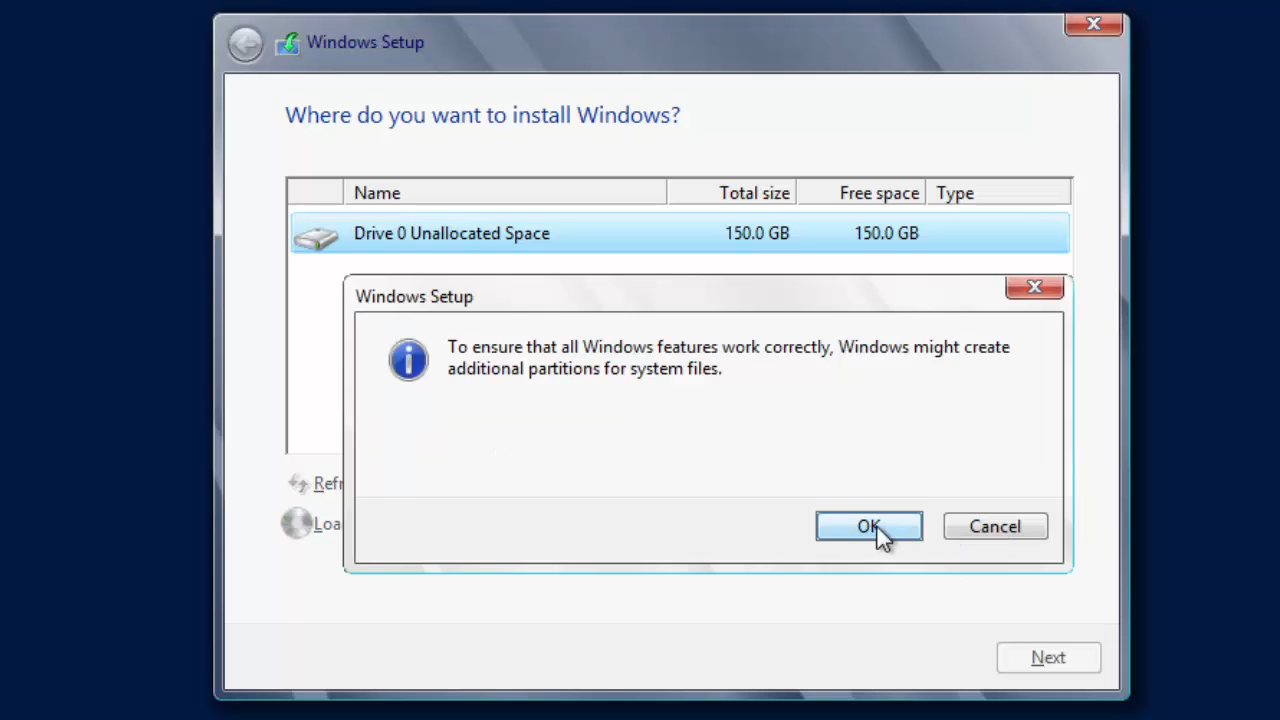 Windows Setup
Where do you want to install Windows?
Name Total size Free space Type
Drive 0 Unallocated Space 150.0 GB 150.0 GB
Windows Setup
To ensure that all Windows features work correctly, Windows might create
additional partitions for system files.
Refr
Loa
OK Cancel
Next